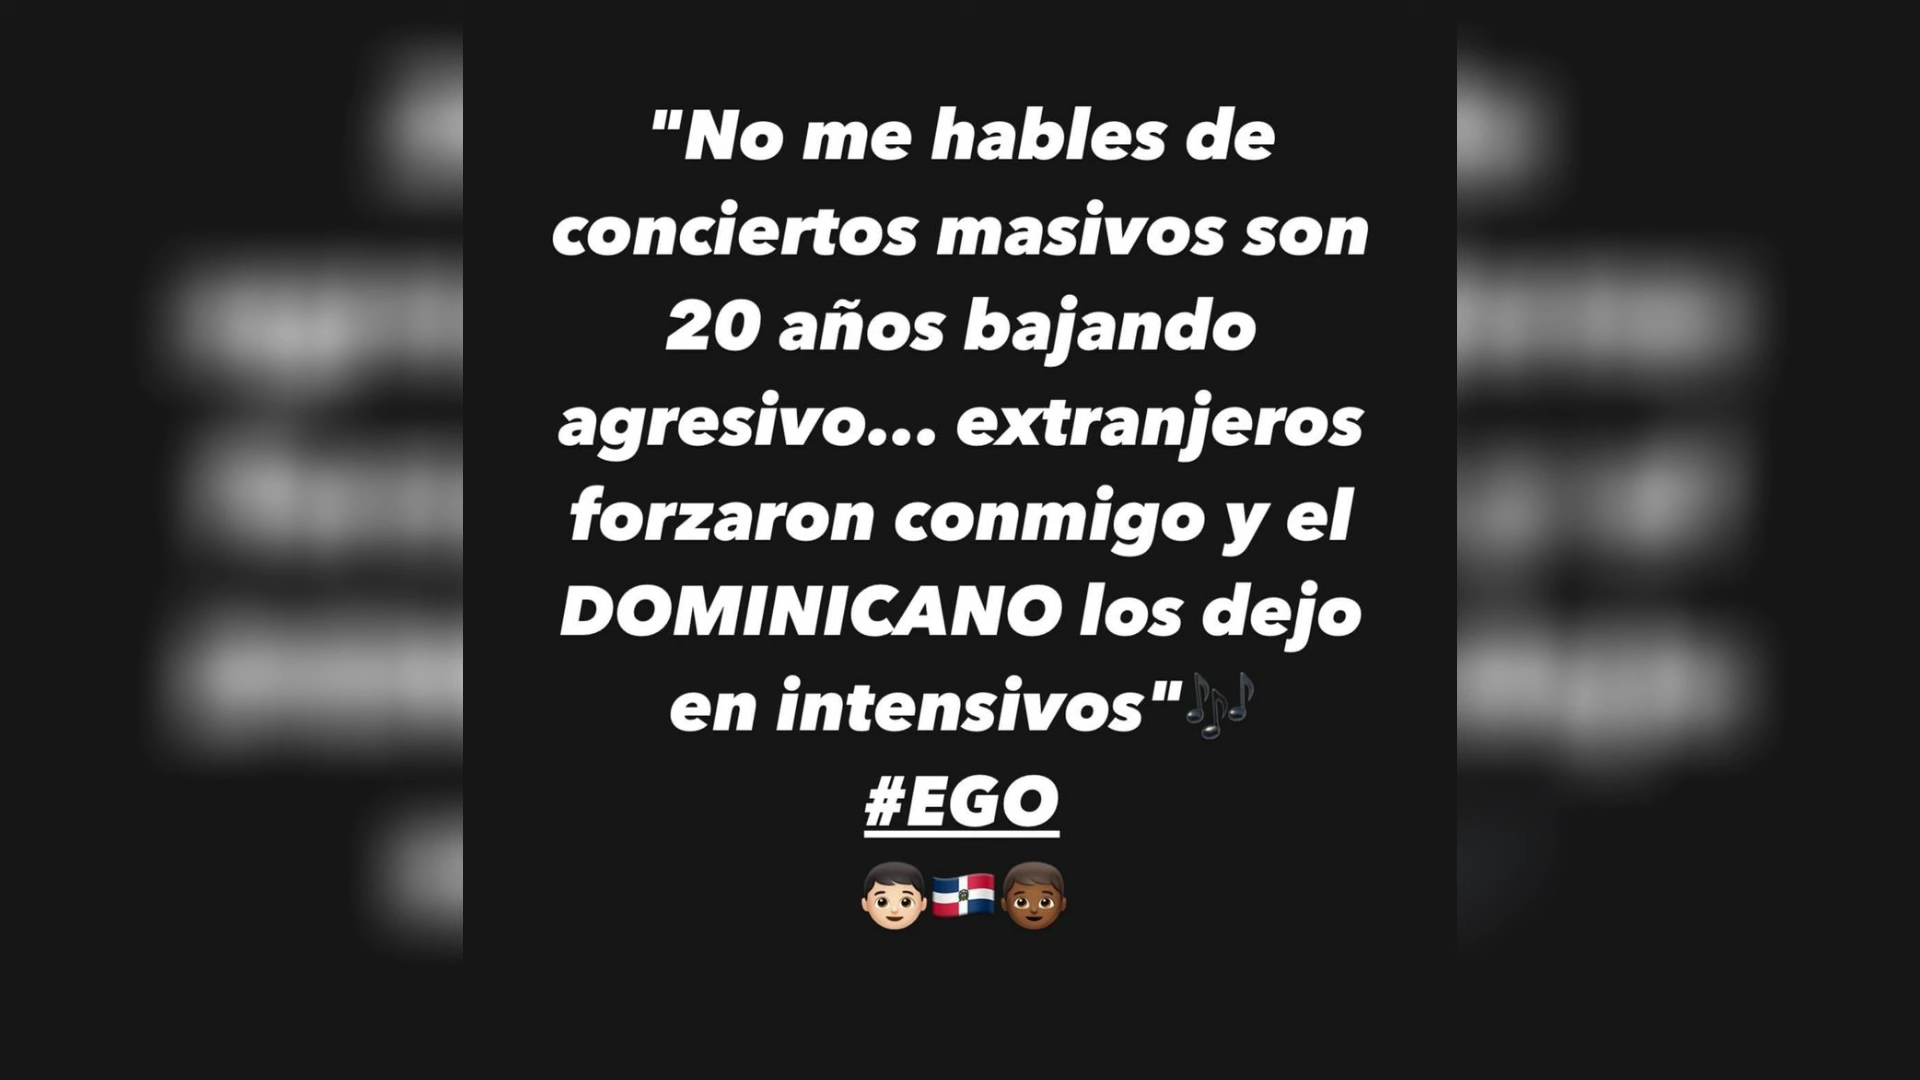 "No me hables de
conciertos masivos son
20 años bajando
agresivo... extranjeros
forzaron conmigo y el
DOMINICANO los dejo
en intensivos"🎶
#EGO
👦🏻🇩🇴👦🏾